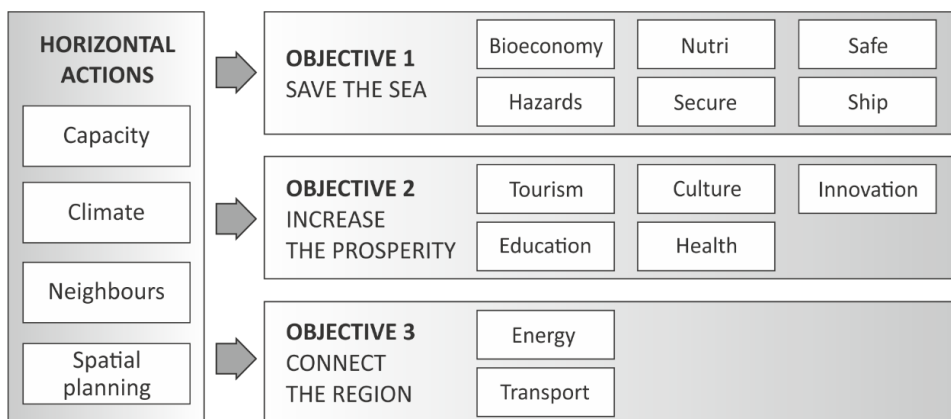 HORIZONTAL
ACTIONS
Capacity
Climate
Neighbours
Spatial
planning
OBJECTIVE 1
SAVE THE SEA
Bioeconomy
Nutri
Safe
Hazards
Secure
Ship
OBJECTIVE 2
INCREASE
THE PROSPERITY
Tourism
Culture
Innovation
Education
Health
OBJECTIVE 3
CONNECT
THE REGION
Energy
Transport